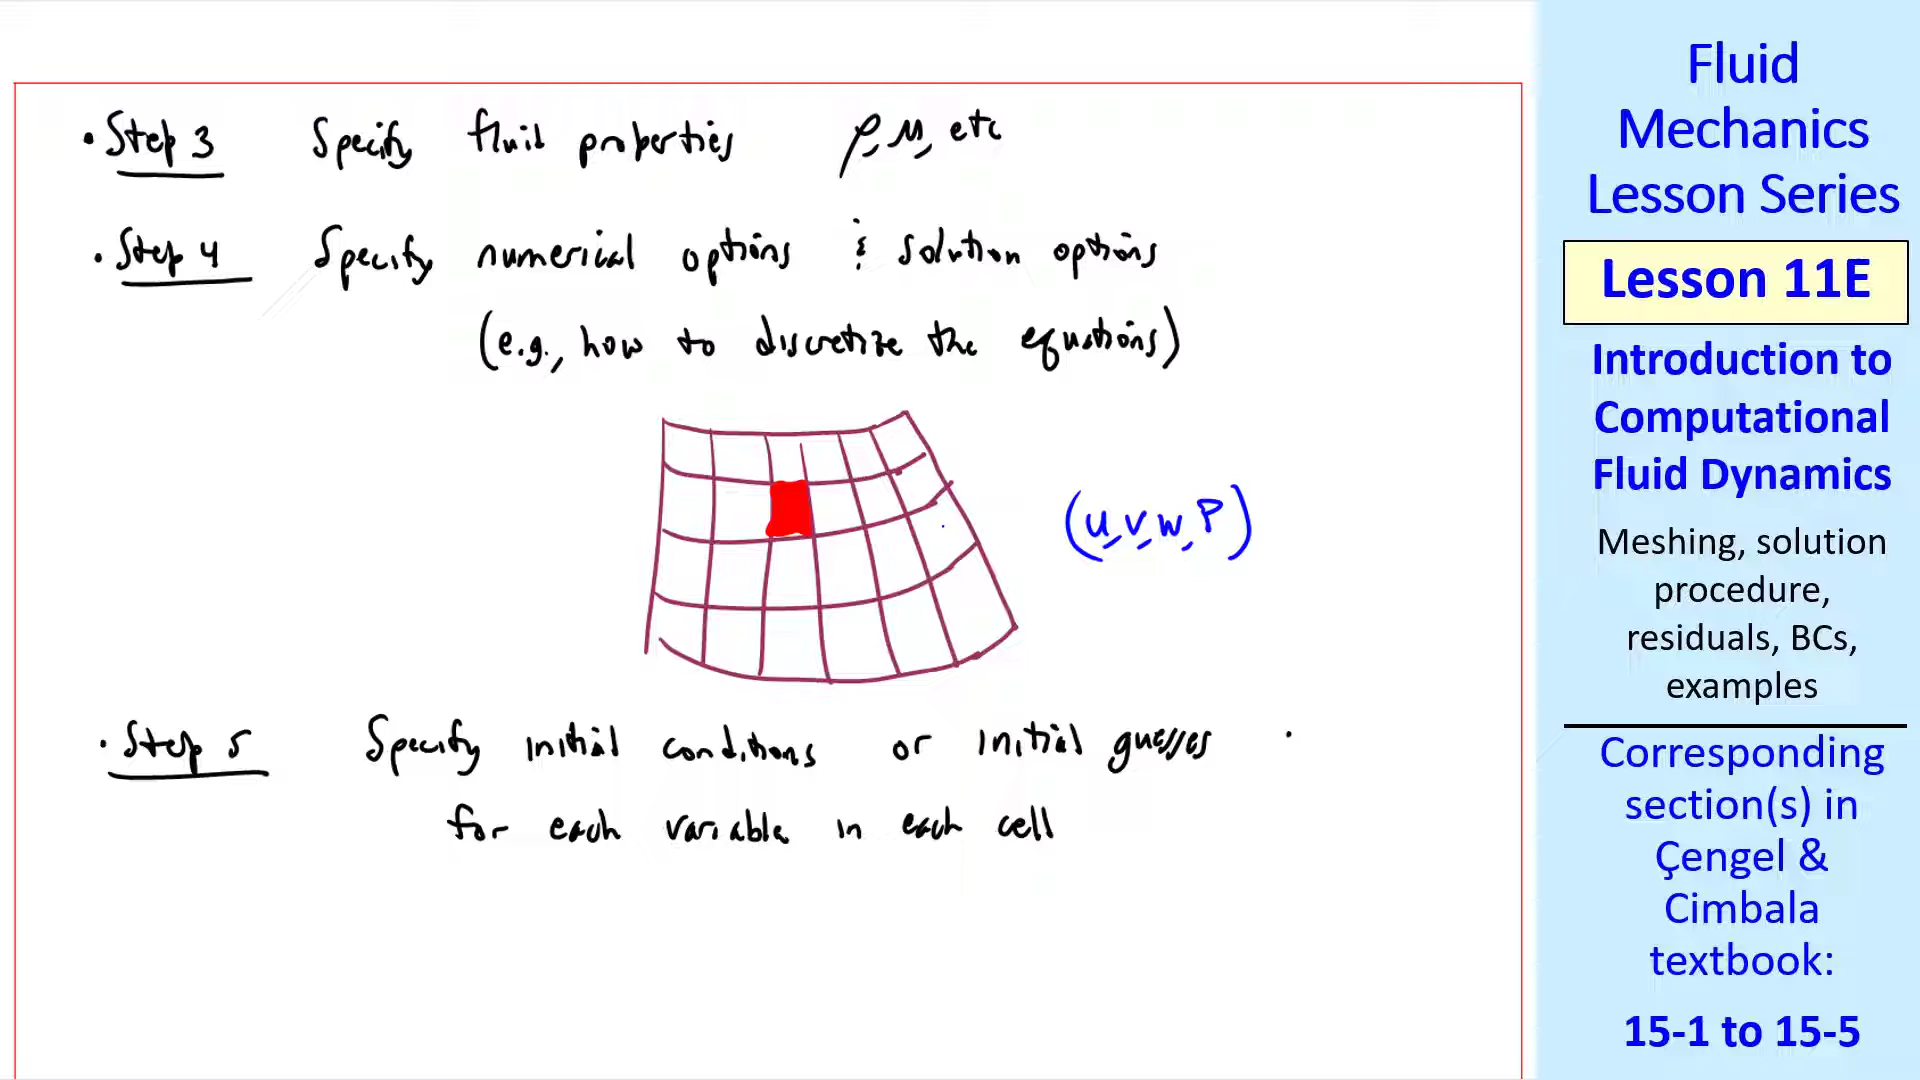 • Step 3 Specify fluid properties ρ, μ, etc
• Step 4 Specify numerical options & solution options
(e.g., how to discretize the equations)
(u, v, w, P)
• Step 5 Specify initial conditions or initial guesses
for each variable in each cell
Fluid
Mechanics
Lesson Series
Lesson 11E
Introduction to
Computational
Fluid Dynamics
Meshing, solution
procedure,
residuals, BCs,
examples
Corresponding
section(s) in
Çengel &
Cimbala
textbook:
15-1 to 15-5